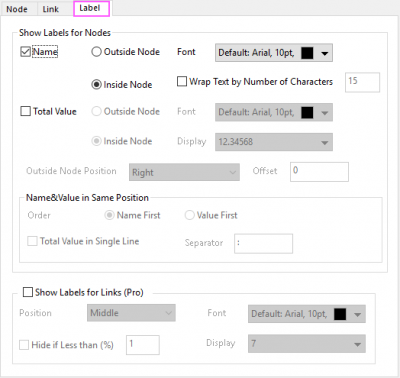 Node Link Label
Show Labels for Nodes
Name Outside Node Font Default: Arial, 10pt,
Inside Node Wrap Text by Number of Characters 15
Total Value Outside Node Font Default: Arial, 10pt,
Inside Node Display 12.34568
Outside Node Position Right Offset 0
Name&Value in Same Position
Order Name First Value First
Total Value in Single Line Separator :
Show Labels for Links (Pro)
Position Middle Font Default: Arial, 10pt,
Hide if Less than (%) 1 Display 7